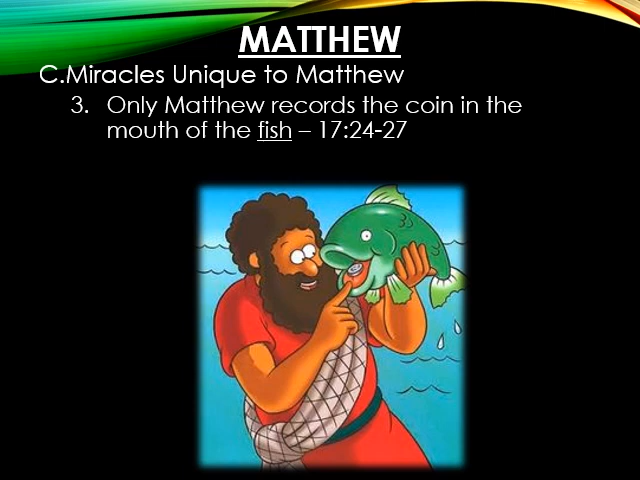 MATTHEW
C.Miracles Unique to Matthew
3. Only Matthew records the coin in the
mouth of the fish – 17:24-27